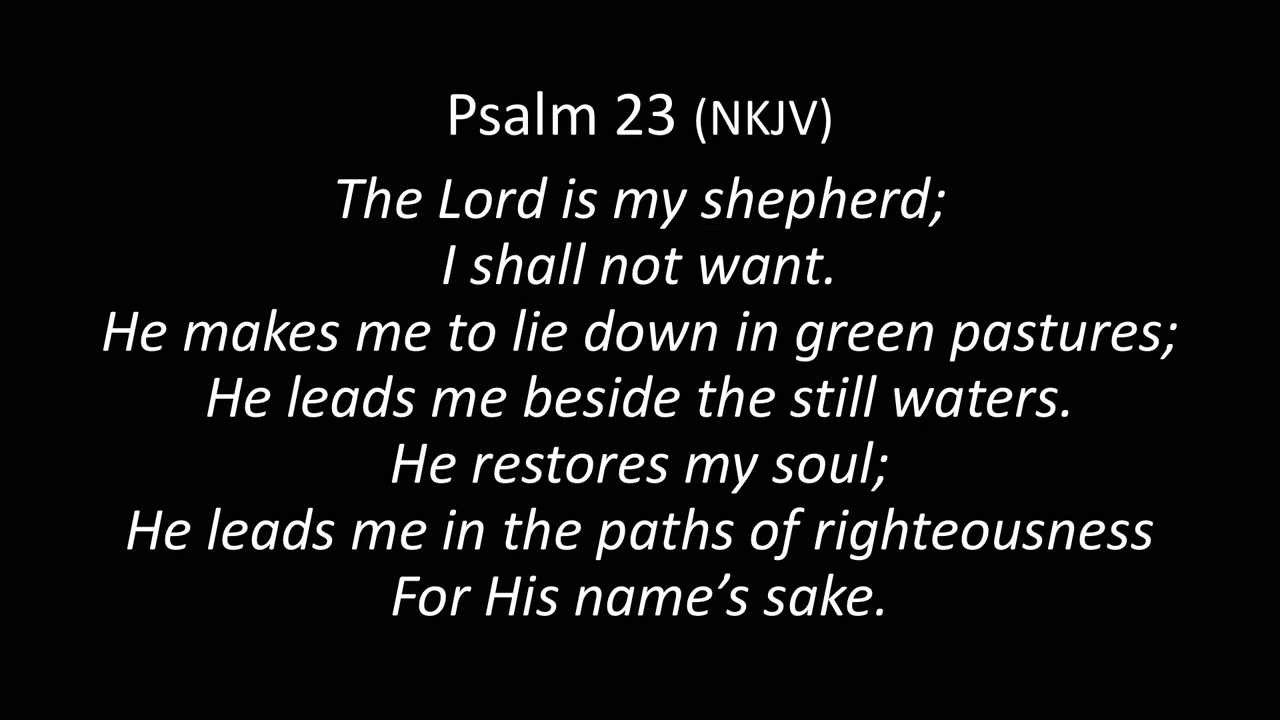 Psalm 23 (NKJV)
The Lord is my shepherd;
I shall not want.
He makes me to lie down in green pastures;
He leads me beside the still waters.
He restores my soul;
He leads me in the paths of righteousness
For His name’s sake.